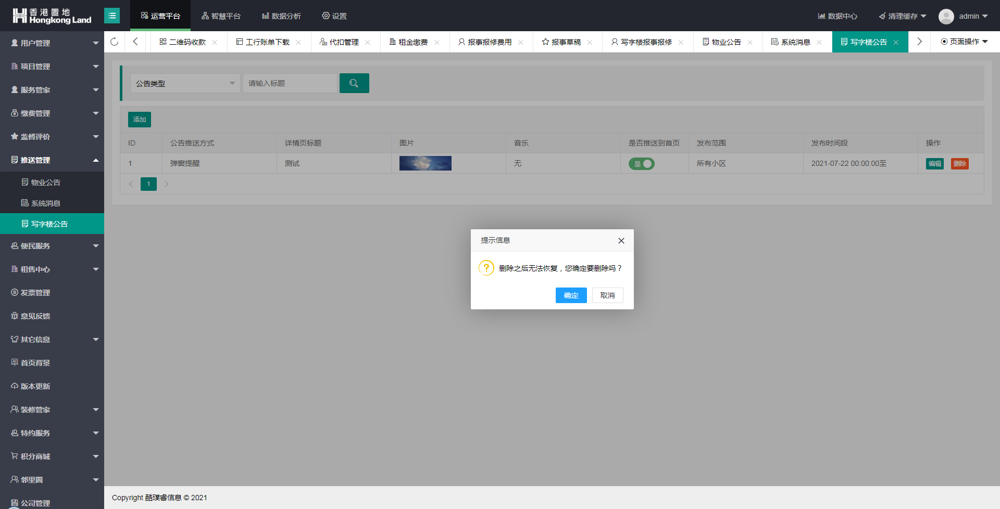 香港置地
Hongkong Land
运营平台
智慧平台
数据分析
设置
数据中心
清理缓存
admin
二维码收款
工行账单下载
代扣管理
租金缴费
报事报修费用
报事草稿
写字楼报事报修
物业公告
系统消息
写字楼公告
页面操作
用户管理
项目管理
服务管家
缴费管理
监督评价
推送管理
物业公告
系统消息
写字楼公告
便民服务
租售中心
发票管理
意见反馈
其它信息
首页背景
版本更新
装修管家
特约服务
积分商城
邻里圈
公司管理
公告类型
请输入标题
添加
ID 公告推送方式 详情页标题 图片 音乐 是否推送到首页 发布范围 发布时间段 操作
1 弹窗提醒 测试 无 是 所有小区 2021-07-22 00:00:00至 编辑 删除
1
提示信息
删除之后无法恢复，您确定要删除吗？
确定 取消
Copyright 酷璞睿信息 © 2021